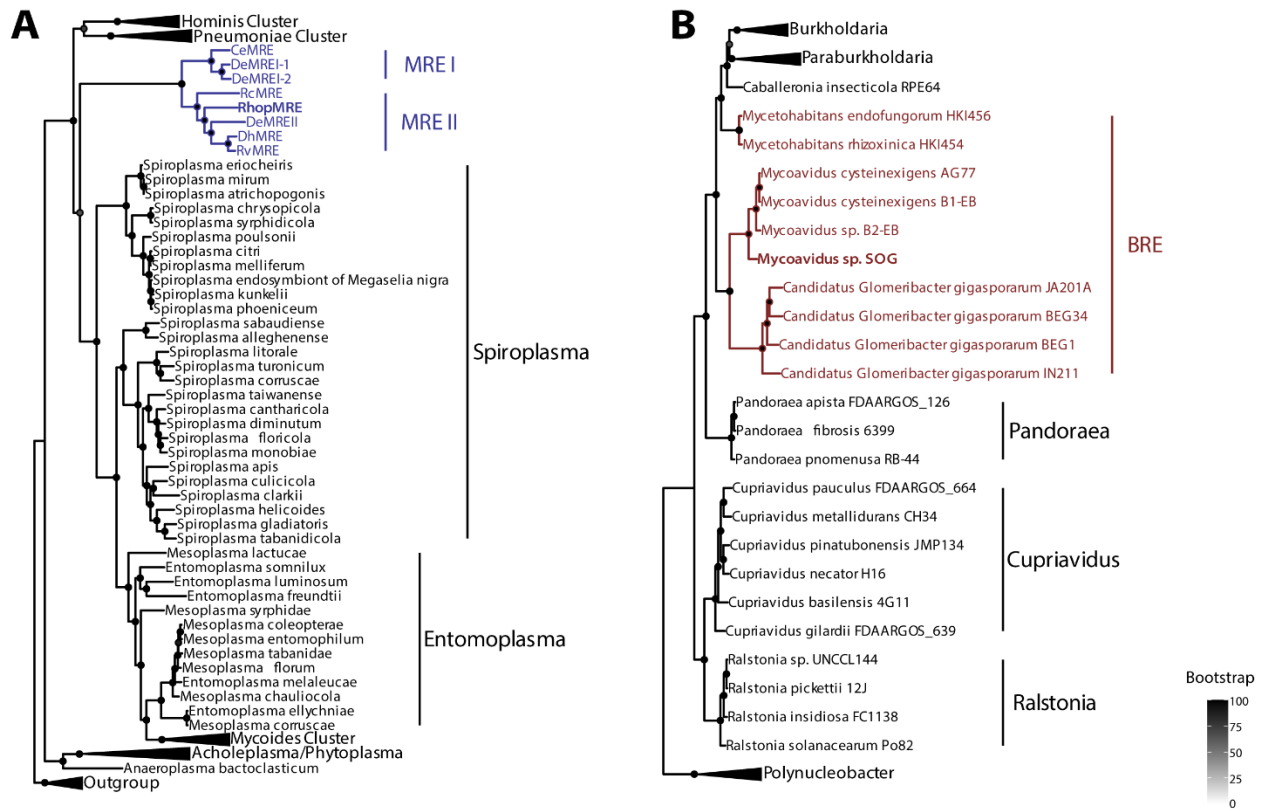 A
Hominis Cluster
Pneumoniae Cluster
CeMRE
DeMREI-1
DeMREI-2
MRE I
RcMRE
RhopMRE
DeMREII
DhMRE
RvMRE
MRE II
Spiroplasma eriocheiris
Spiroplasma mirum
Spiroplasma atrichopogonis
Spiroplasma chrysopicola
Spiroplasma syrphidicola
Spiroplasma poulsonii
Spiroplasma citri
Spiroplasma melliferum
Spiroplasma endosymbiont of Megaselia nigra
Spiroplasma kunkelii
Spiroplasma phoeniceum
Spiroplasma sabaudiense
Spiroplasma alleghenense
Spiroplasma litorale
Spiroplasma turonicum
Spiroplasma corruscae
Spiroplasma taiwanense
Spiroplasma cantharicola
Spiroplasma diminutum
Spiroplasma floricola
Spiroplasma monobiae
Spiroplasma apis
Spiroplasma culicicola
Spiroplasma clarkii
Spiroplasma helicoides
Spiroplasma gladiatoris
Spiroplasma tabanidicola
Spiroplasma
Mesoplasma lactucae
Entomoplasma somnilux
Entomoplasma luminosum
Entomoplasma freundtii
Mesoplasma syrphidae
Mesoplasma coleopterae
Mesoplasma entomophilum
Mesoplasma tabanidae
Mesoplasma florum
Entomoplasma melaleucae
Mesoplasma chauliocola
Entomoplasma ellychniae
Mesoplasma corruscae
Entomoplasma
Mycoides Cluster
Acholeplasma/Phytoplasma
Anaeroplasma bactoclasticum
Outgroup
B
Burkholdaria
Paraburkholdaria
Caballeronia insecticola RPE64
Mycetohabitans endofungorum HKI456
Mycetohabitans rhizoxinica HKI454
Mycoavidus cysteinexigens AG77
Mycoavidus cysteinexigens B1-EB
Mycoavidus sp. B2-EB
Mycoavidus sp. SOG
Candidatus Glomeribacter gigasporarum JA201A
Candidatus Glomeribacter gigasporarum BEG34
Candidatus Glomeribacter gigasporarum BEG1
Candidatus Glomeribacter gigasporarum IN211
BRE
Pandoraea apista FDAARGOS_126
Pandoraea fibrosis 6399
Pandoraea pnomenusa RB-44
Pandoraea
Cupriavidus pauculus FDAARGOS_664
Cupriavidus metallidurans CH34
Cupriavidus pinatubonensis JMP134
Cupriavidus necator H16
Cupriavidus basilensis 4G11
Cupriavidus gilardii FDAARGOS_639
Cupriavidus
Ralstonia sp. UNCCL144
Ralstonia pickettii 12J
Ralstonia insidiosa FC1138
Ralstonia solanacearum Po82
Ralstonia
Polynucleobacter
Bootstrap
100
75
50
25
0